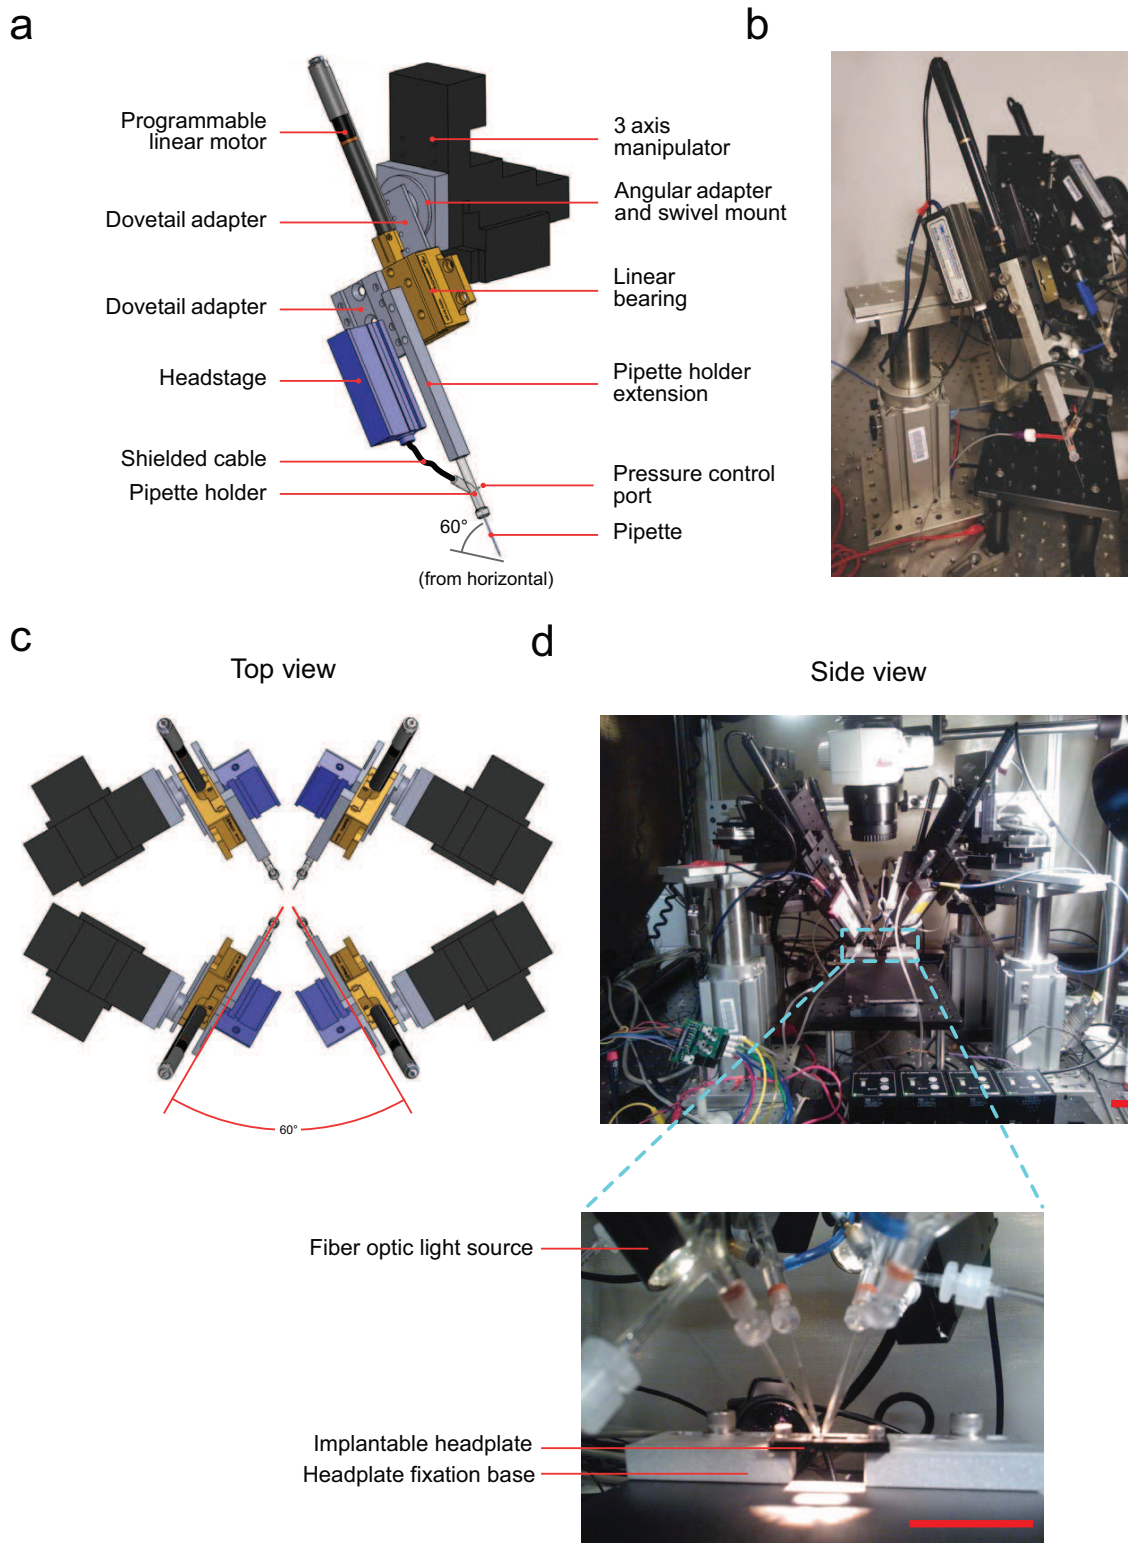 a
b
Programmable
linear motor
Dovetail adapter
Dovetail adapter
Headstage
Shielded cable
Pipette holder
3 axis
manipulator
Angular adapter
and swivel mount
Linear
bearing
Pipette holder
extension
Pressure control
port
Pipette
60°
(from horizontal)
c
Top view
60°
d
Side view
Fiber optic light source
Implantable headplate
Headplate fixation base